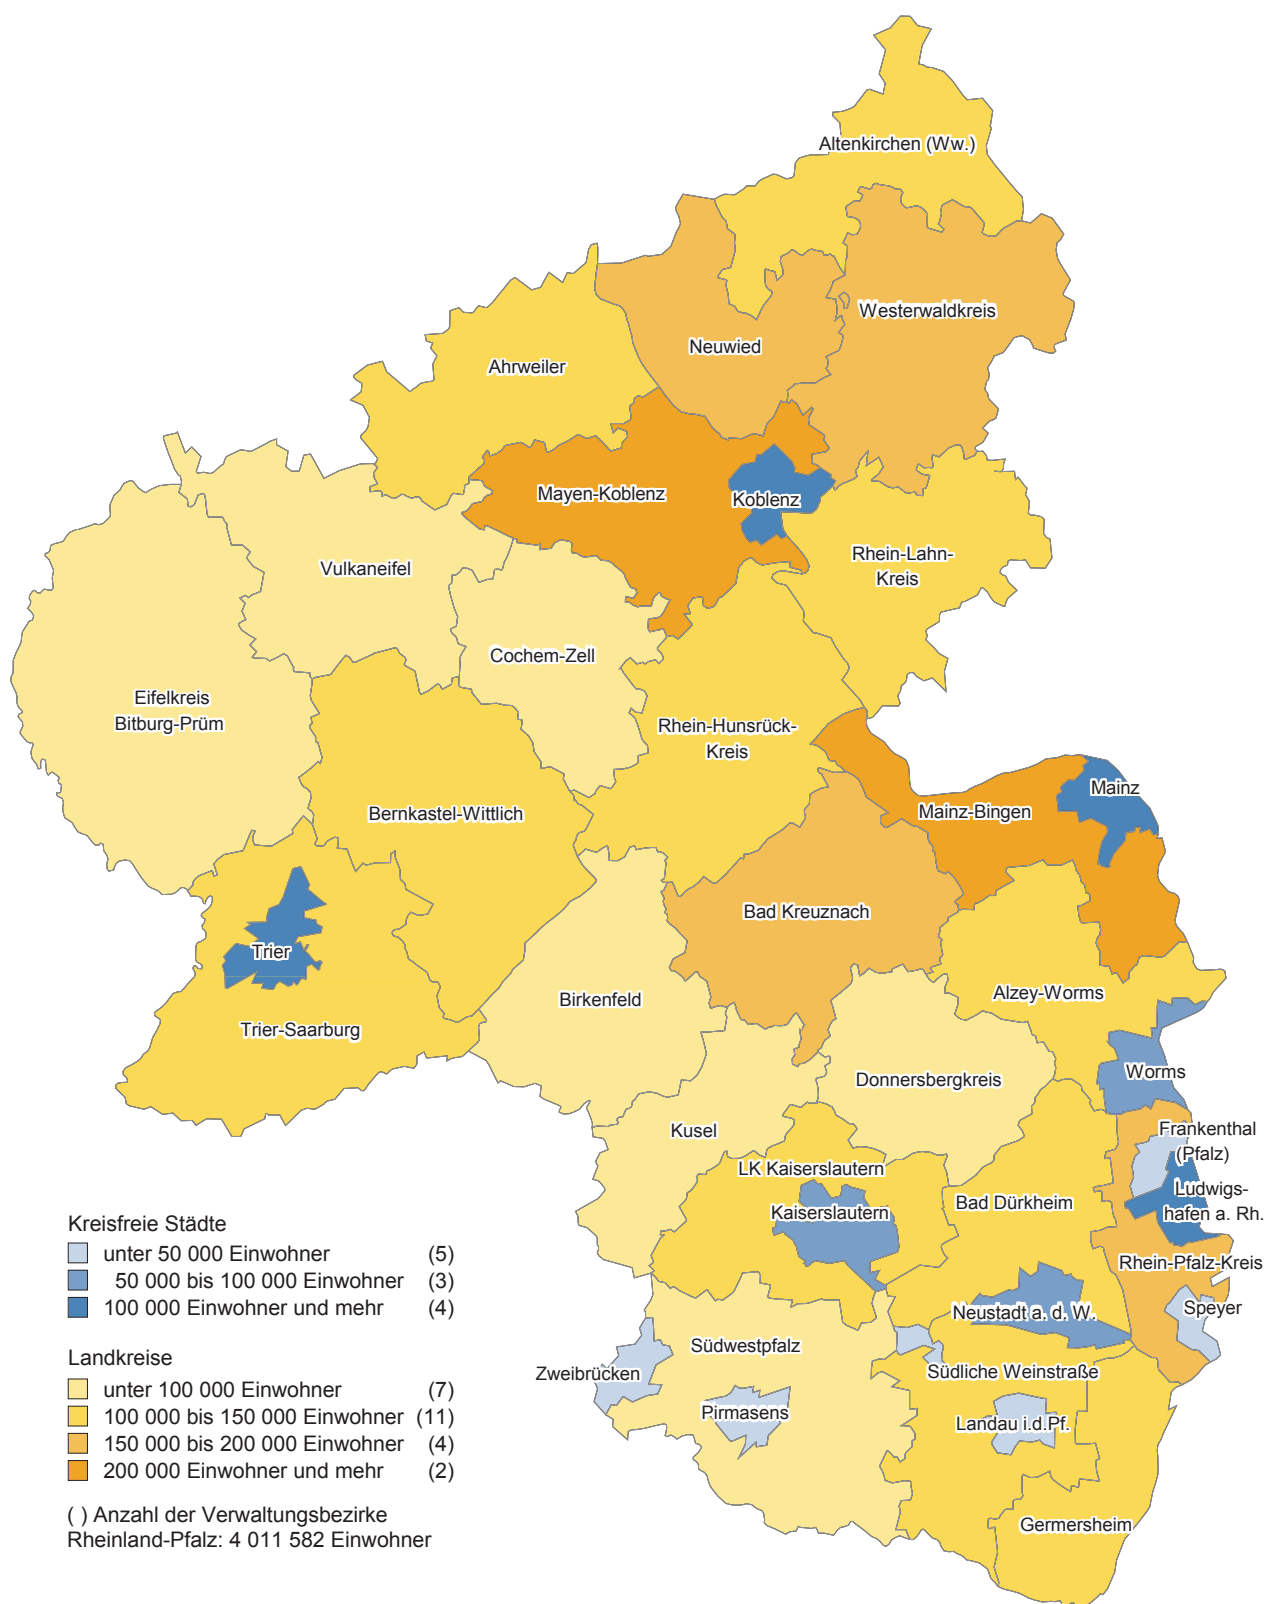 Altenkirchen (Ww.)
Westerwaldkreis
Neuwied
Ahrweiler
Mayen-Koblenz
Koblenz
Rhein-Lahn-
Kreis
Vulkaneifel
Cochem-Zell
Eifelkreis
Bitburg-Prüm
Rhein-Hunsrück-
Kreis
Mainz
Mainz-Bingen
Bernkastel-Wittlich
Bad Kreuznach
Trier
Alzey-Worms
Birkenfeld
Trier-Saarburg
Worms
Donnersbergkreis
Kusel
Frankenthal
(Pfalz)
LK Kaiserslautern
Ludwigs-
hafen a. Rh.
Bad Dürkheim
Kaiserslautern
Rhein-Pfalz-Kreis
Speyer
Neustadt a. d. W.
Südwestpfalz
Zweibrücken
Südliche Weinstraße
Pirmasens
Landau i.d.Pf.
Germersheim
Kreisfreie Städte
unter 50 000 Einwohner (5)
50 000 bis 100 000 Einwohner (3)
100 000 Einwohner und mehr (4)
Landkreise
unter 100 000 Einwohner (7)
100 000 bis 150 000 Einwohner (11)
150 000 bis 200 000 Einwohner (4)
200 000 Einwohner und mehr (2)
( ) Anzahl der Verwaltungsbezirke
Rheinland-Pfalz: 4 011 582 Einwohner